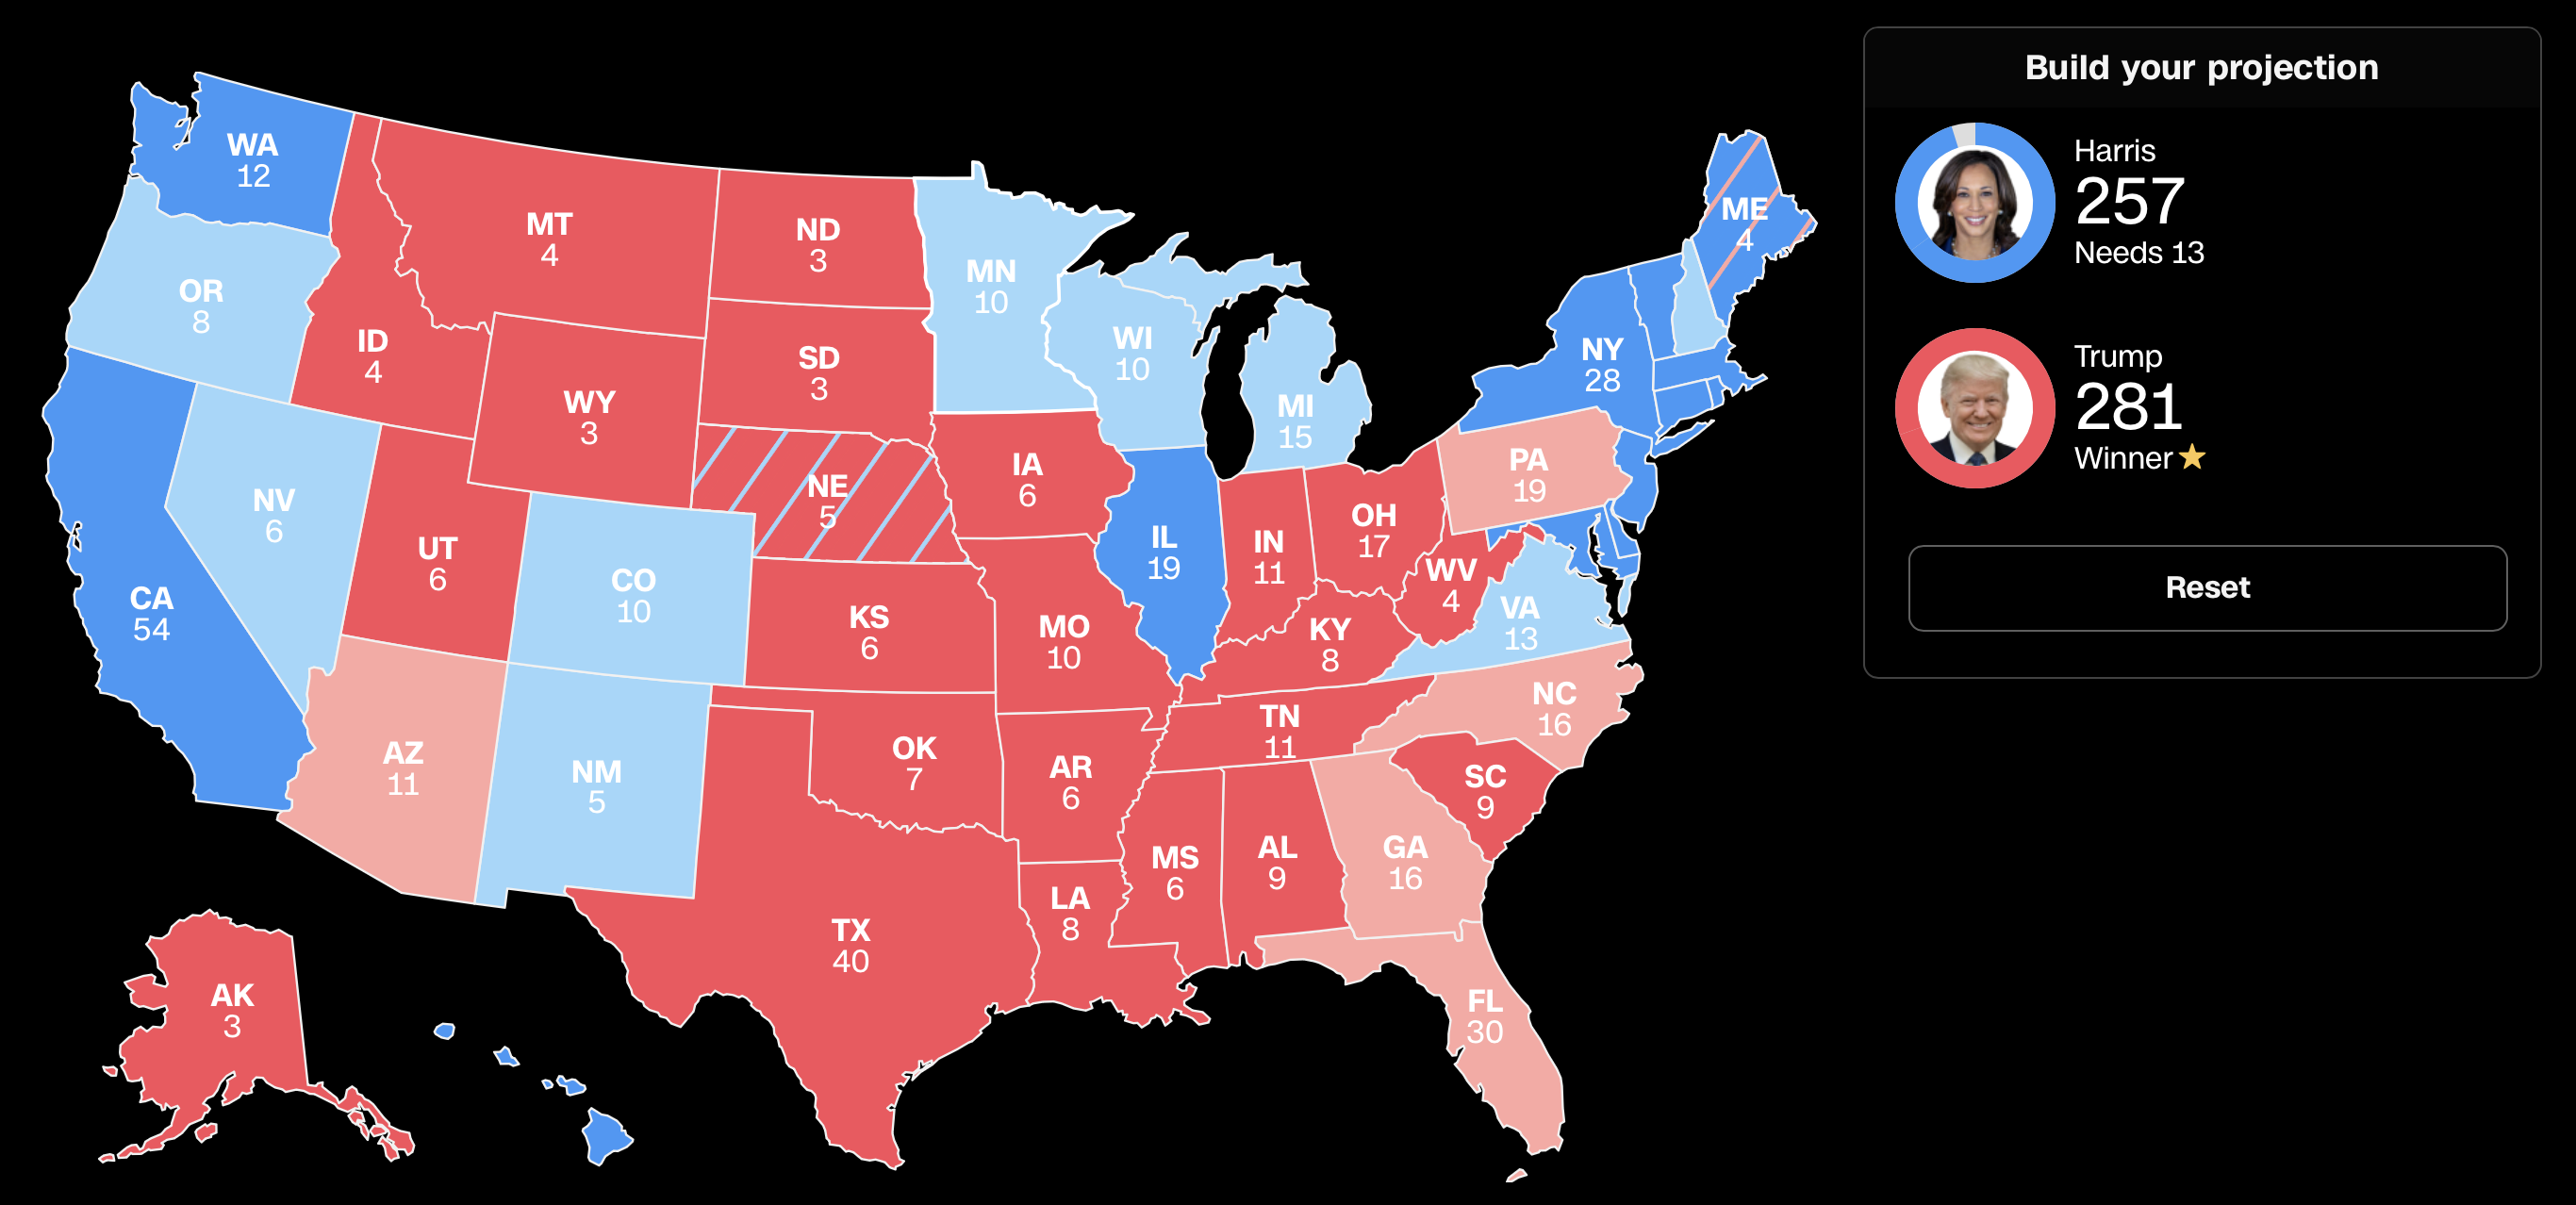 Build your projection
Harris
257
Needs 13
Trump
281
Winner
Reset
WA
12
OR
8
CA
54
NV
6
ID
4
MT
4
WY
3
UT
6
AZ
11
CO
10
NM
5
ND
3
SD
3
NE
5
KS
6
OK
7
TX
40
MN
10
IA
6
MO
10
AR
6
LA
8
WI
10
IL
19
MI
15
IN
11
OH
17
KY
8
TN
11
MS
6
AL
9
GA
16
FL
30
SC
9
NC
16
VA
13
WV
4
PA
19
NY
28
ME
4
AK
3